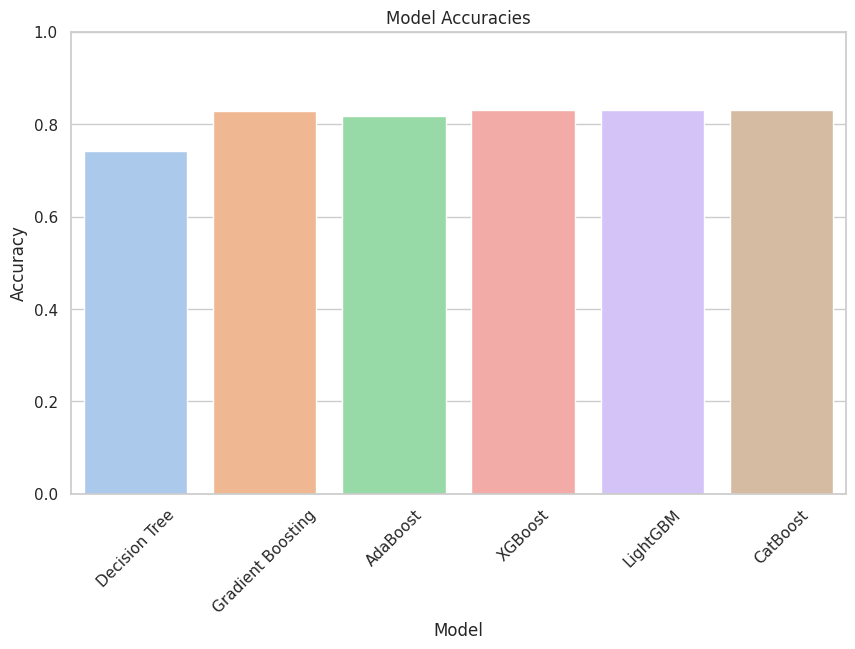 Model Accuracies
1.0
0.8
0.6
0.4
0.2
0.0
Accuracy
Decision Tree
Gradient Boosting
AdaBoost
XGBoost
LightGBM
CatBoost
Model